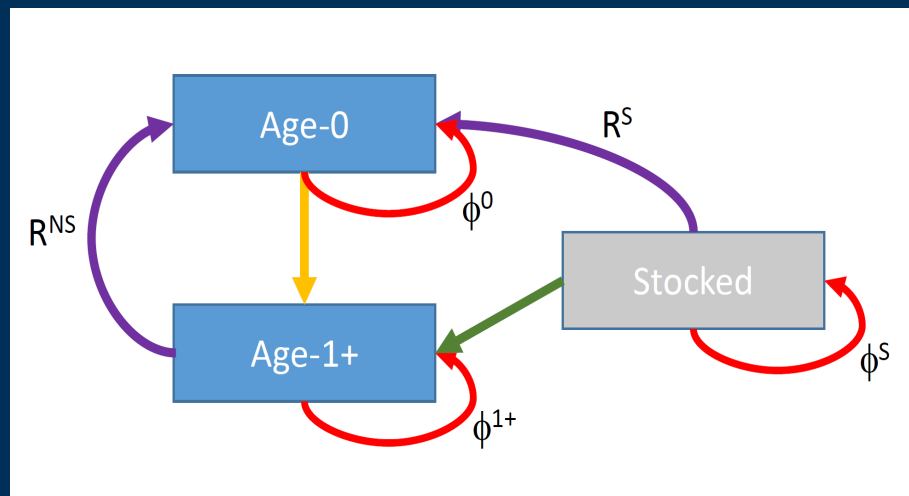 Age-0
R^S
ϕ^0
R^NS
Stocked
Age-1+
ϕ^S
ϕ^1+